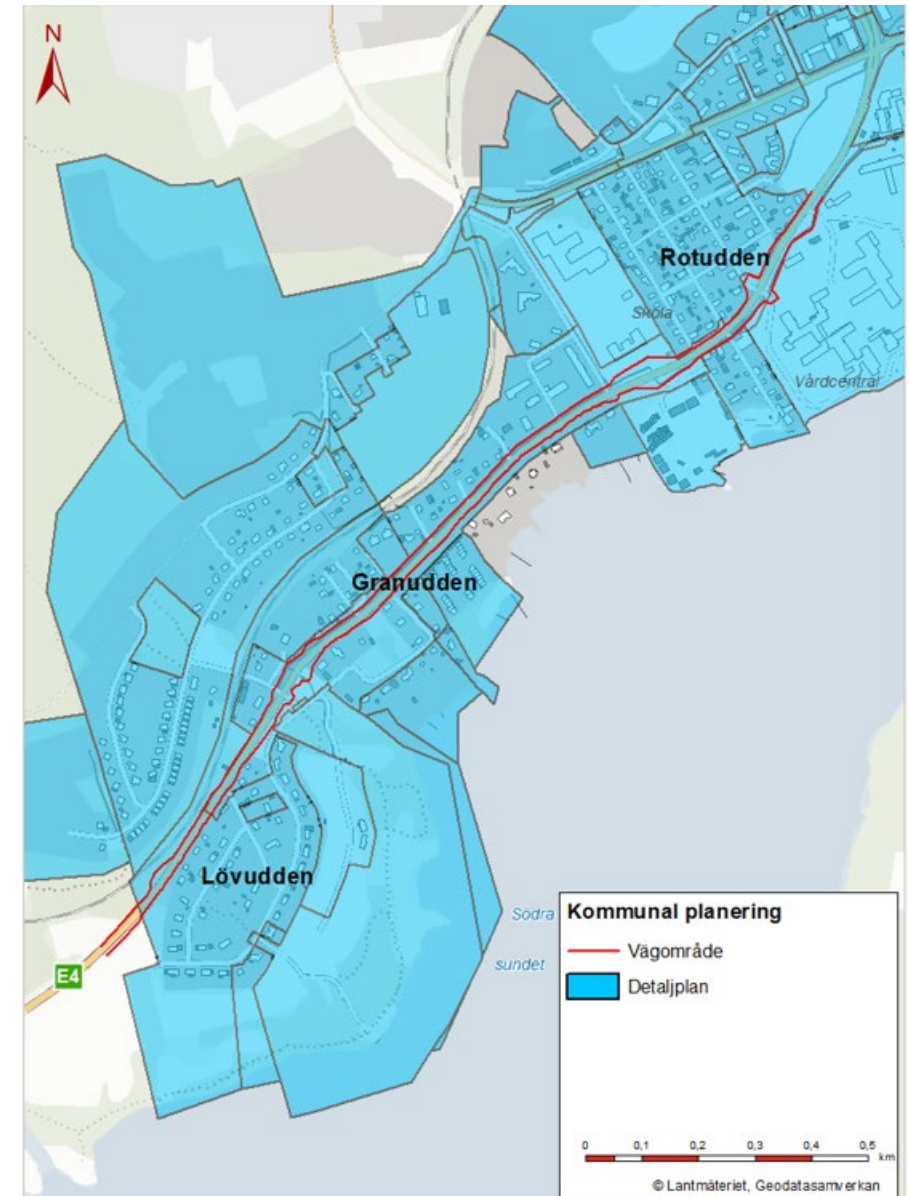 N
Rotudden
Skola
Vårdcentral
Granudden
Lövudden
Södra
sundet
E4
Kommunal planering
Vägområde
Detaljplan
0 0,1 0,2 0,3 0,4 0,5
km
© Lantmäteriet, Geodatasamverkan